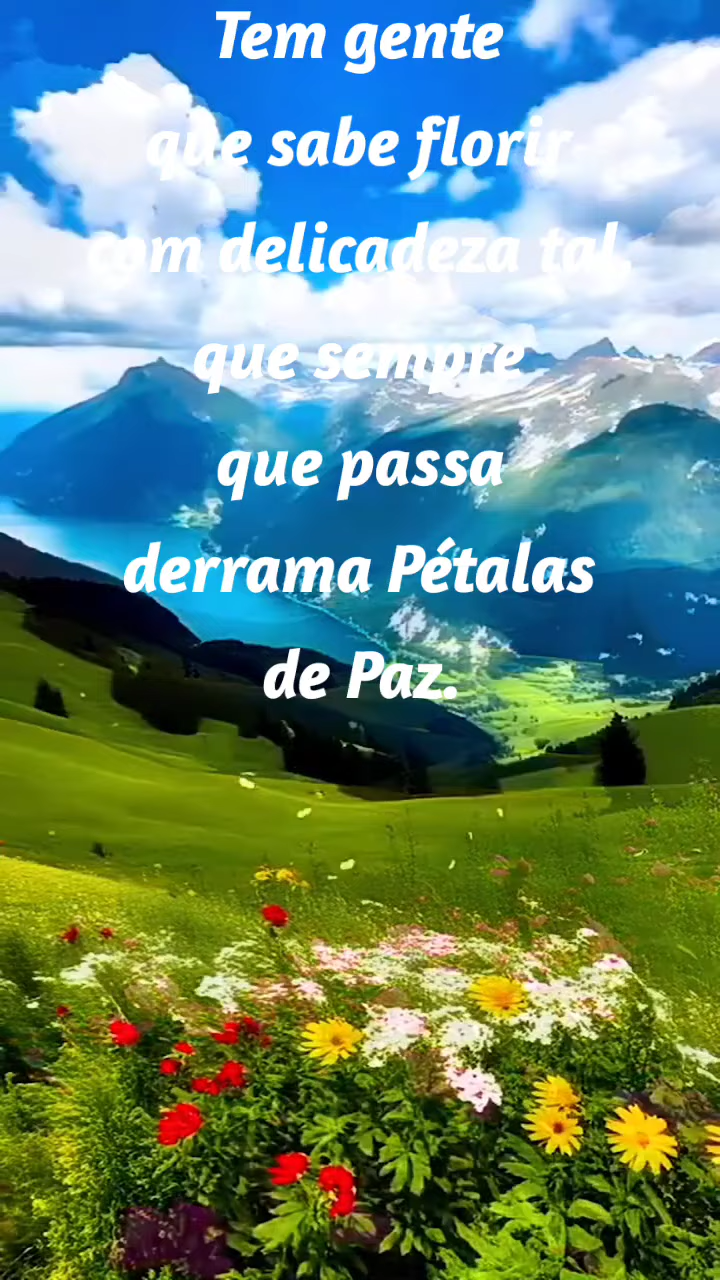 Tem gente
que sabe florir
com delicadeza tal,
que sempre
que passa
derrama Pétalas
de Paz.